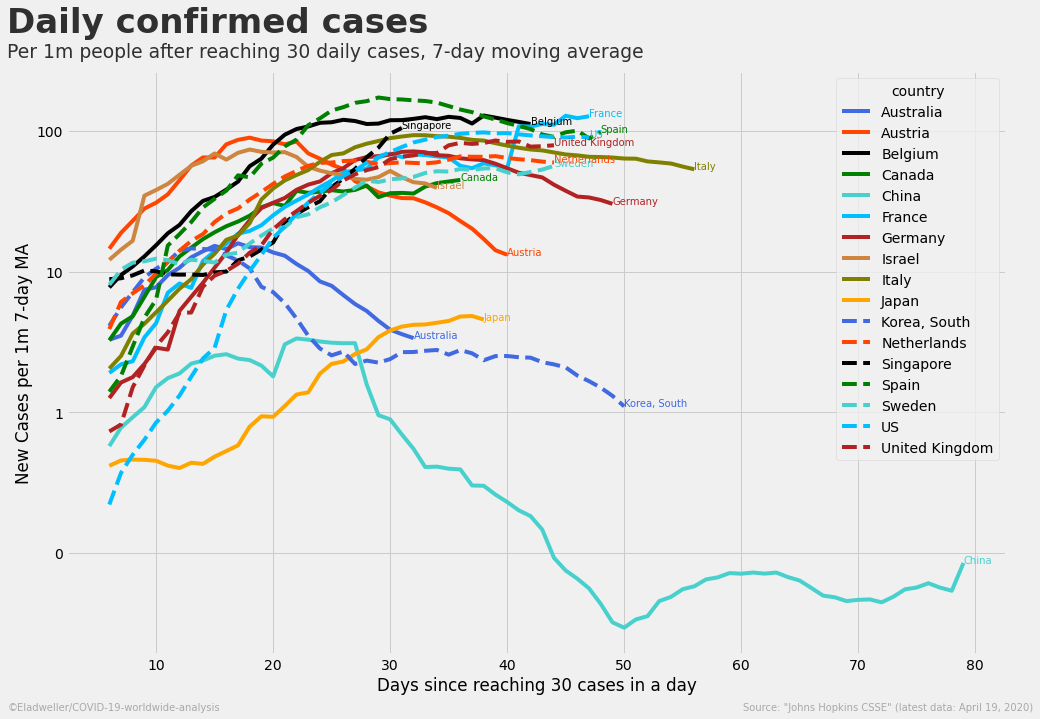 Daily confirmed cases
Per 1m people after reaching 30 daily cases, 7-day moving average
New Cases per 1m 7-day MA
100
10
1
0
France
Belgium
Singapore
Spain
US
United Kingdom
Netherlands
Sweden
Italy
Canada
Israel
Germany
Austria
Japan
Australia
Korea, South
China
country
Australia
Austria
Belgium
Canada
China
France
Germany
Israel
Italy
Japan
Korea, South
Netherlands
Singapore
Spain
Sweden
US
United Kingdom
10 20 30 40 50 60 70 80
Days since reaching 30 cases in a day
©Eladweller/COVID-19-worldwide-analysis
Source: "Johns Hopkins CSSE" (latest data: April 19, 2020)